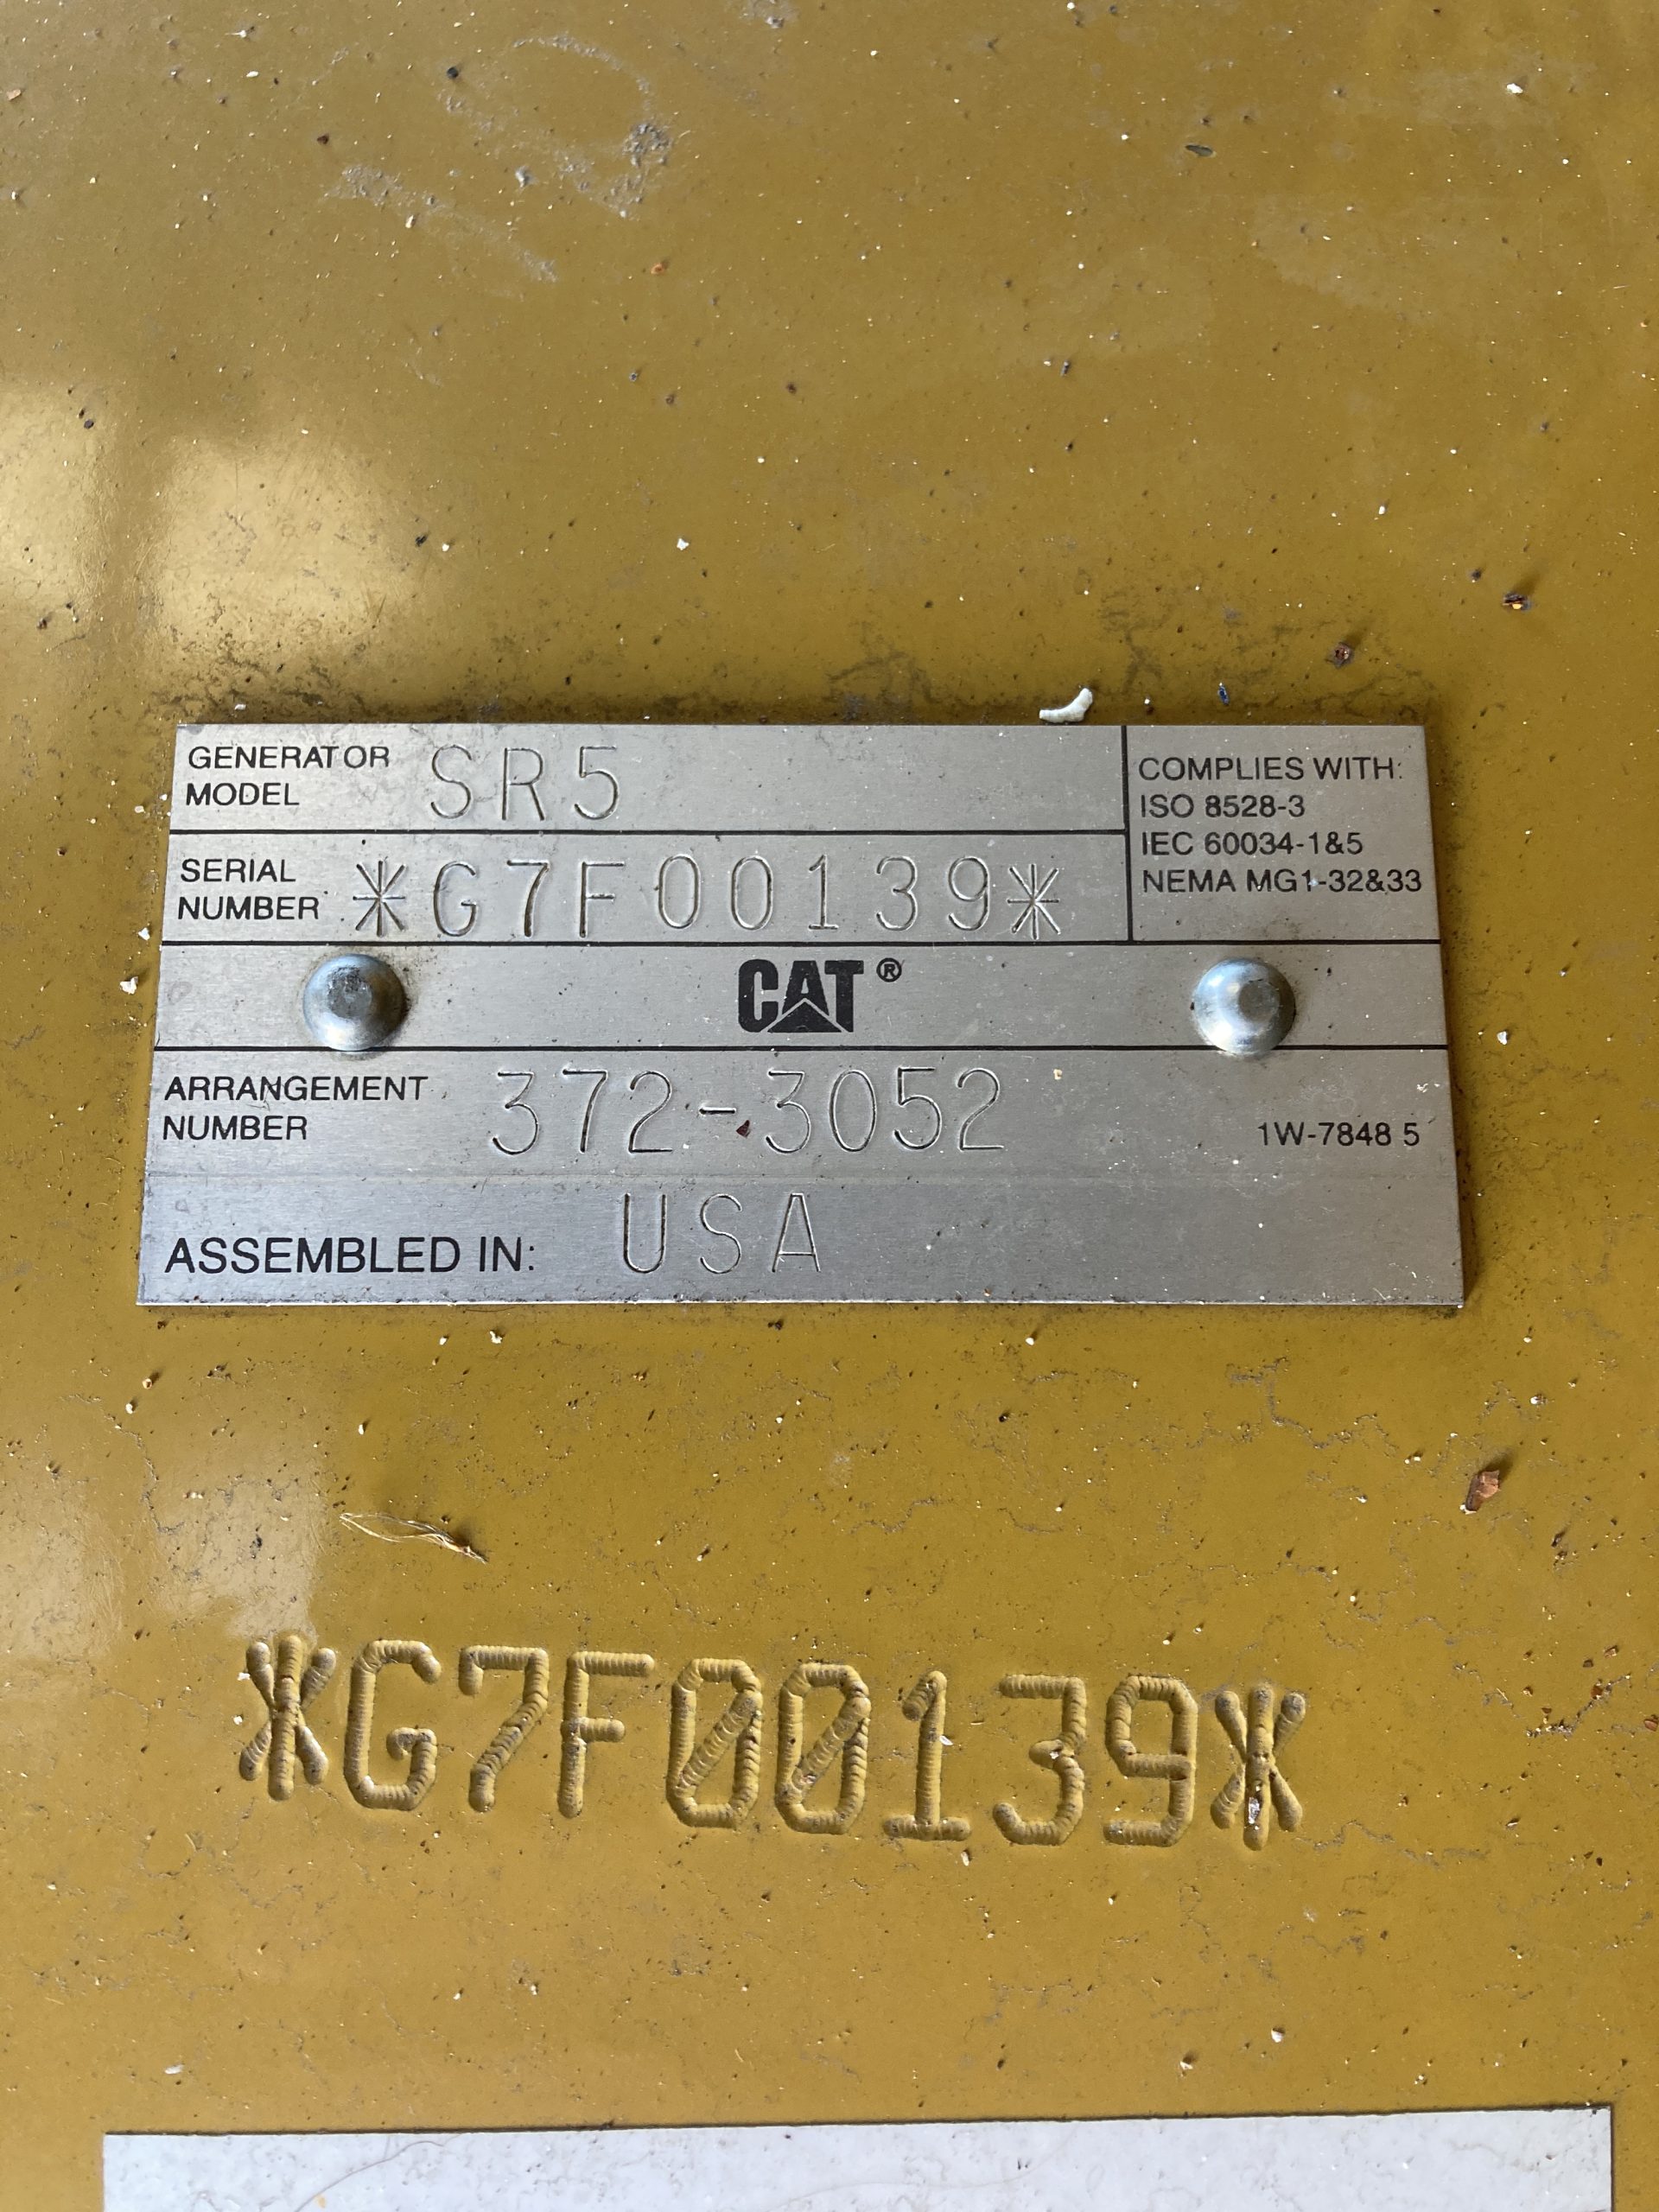 GENERATOR MODEL SR5
SERIAL NUMBER *G7F00139*
COMPLIES WITH:
ISO 8528-3
IEC 60034-1&5
NEMA MG1-32&33
CAT®
ARRANGEMENT NUMBER 372-3052
1W-7848 5
ASSEMBLED IN: USA
*G7F00139*